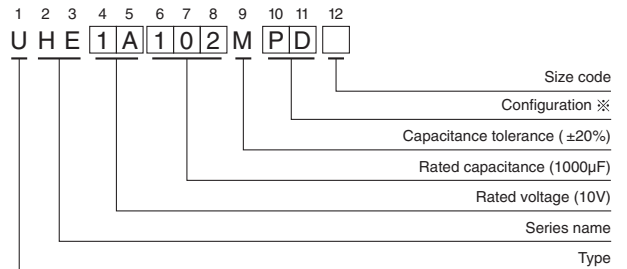 1 2 3 4 5 6 7 8 9 10 11 12
U H E 1 A 1 0 2 M P D
Size code
Configuration ※
Capacitance tolerance ( ±20%)
Rated capacitance (1000µF)
Rated voltage (10V)
Series name
Type